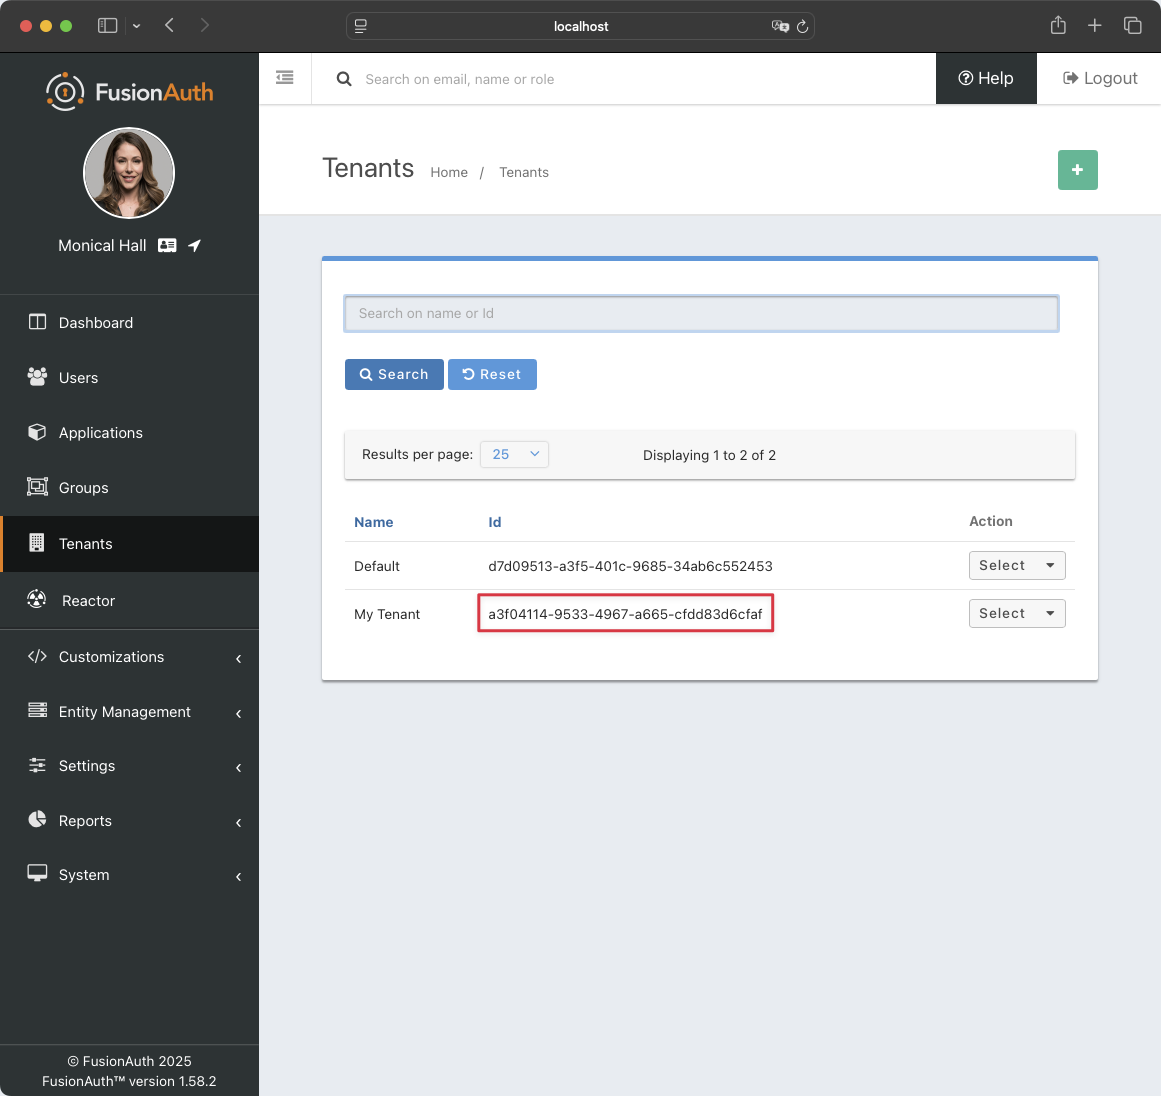 localhost
FusionAuth
Search on email, name or role
Help
Logout
Monical Hall
Tenants
Home / Tenants
+
Dashboard
Users
Applications
Groups
Tenants
Reactor
Customizations
Entity Management
Settings
Reports
System
Search on name or Id
Search
Reset
Results per page: 25
Displaying 1 to 2 of 2
Name Id Action
Default d7d09513-a3f5-401c-9685-34ab6c552453 Select
My Tenant a3f04114-9533-4967-a665-cfdd83d6cfaf Select
© FusionAuth 2025
FusionAuth™ version 1.58.2